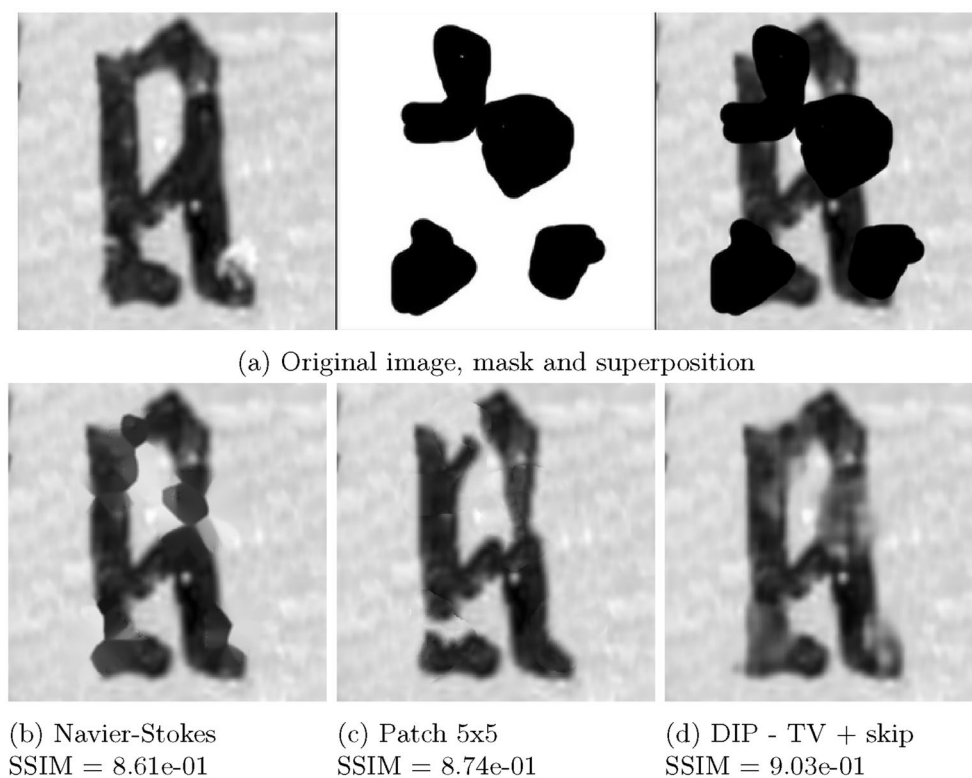 (a) Original image, mask and superposition
(b) Navier-Stokes
SSIM = 8.61e-01
(c) Patch 5x5
SSIM = 8.74e-01
(d) DIP - TV + skip
SSIM = 9.03e-01